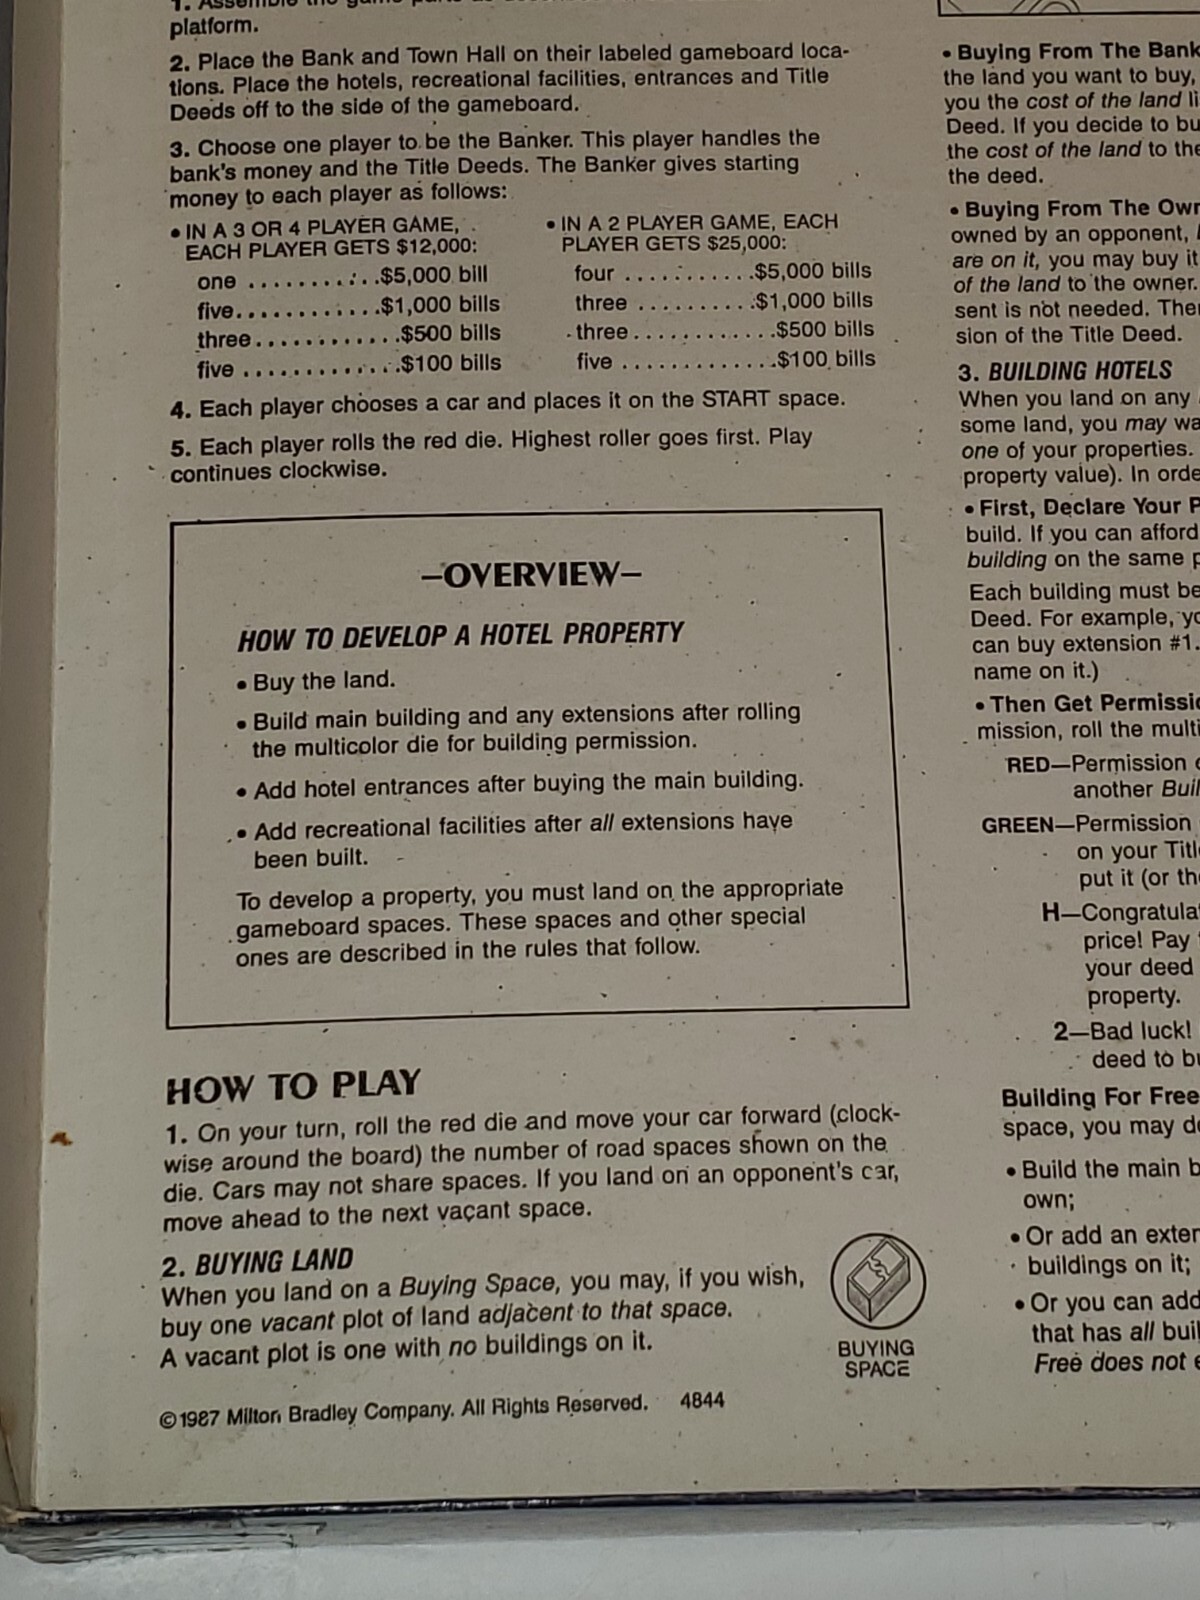 1. Assemble the game parts as
platform.
2. Place the Bank and Town Hall on their labeled gameboard loca-
tions. Place the hotels, recreational facilities, entrances and Title
Deeds off to the side of the gameboard.
3. Choose one player to be the Banker. This player handles the
bank's money and the Title Deeds. The Banker gives starting
money to each player as follows:
• IN A 3 OR 4 PLAYER GAME,
EACH PLAYER GETS $12,000:
one ............$5,000 bill
five.............$1,000 bills
three.............$500 bills
five..............$100 bills
• IN A 2 PLAYER GAME, EACH
PLAYER GETS $25,000:
four ............$5,000 bills
three ...........$1,000 bills
three.............$500 bills
five ..............$100 bills
4. Each player chooses a car and places it on the START space.
5. Each player rolls the red die. Highest roller goes first. Play
continues clockwise.
–OVERVIEW–
HOW TO DEVELOP A HOTEL PROPERTY
• Buy the land.
• Build main building and any extensions after rolling
the multicolor die for building permission.
• Add hotel entrances after buying the main building.
• Add recreational facilities after all extensions have
been built.
To develop a property, you must land on the appropriate
gameboard spaces. These spaces and other special
ones are described in the rules that follow.
HOW TO PLAY
1. On your turn, roll the red die and move your car forward (clock-
wise around the board) the number of road spaces shown on the
die. Cars may not share spaces. If you land on an opponent's car,
move ahead to the next vacant space.
2. BUYING LAND
When you land on a Buying Space, you may, if you wish,
buy one vacant plot of land adjacent to that space.
A vacant plot is one with no buildings on it.
BUYING
SPACE
©1987 Milton Bradley Company. All Rights Reserved. 4844
• Buying From The Bank
the land you want to buy,
you the cost of the land li
Deed. If you decide to bu
the cost of the land to the
the deed.
• Buying From The Own
owned by an opponent,
are on it, you may buy it
of the land to the owner.
sent is not needed. The
sion of the Title Deed.
3. BUILDING HOTELS
When you land on any
some land, you may wa
one of your properties.
property value). In orde
• First, Declare Your P
build. If you can afford
building on the same p
Each building must be
Deed. For example, yo
can buy extension #1.
name on it.)
• Then Get Permissio
mission, roll the multi
RED—Permission
another Buil
GREEN—Permission
on your Titl
put it (or the
H—Congratula
price! Pay
your deed
property.
2—Bad luck!
deed to bu
Building For Free
space, you may do
• Build the main b
own;
• Or add an exten
buildings on it;
• Or you can add
that has all buil
Free does not e